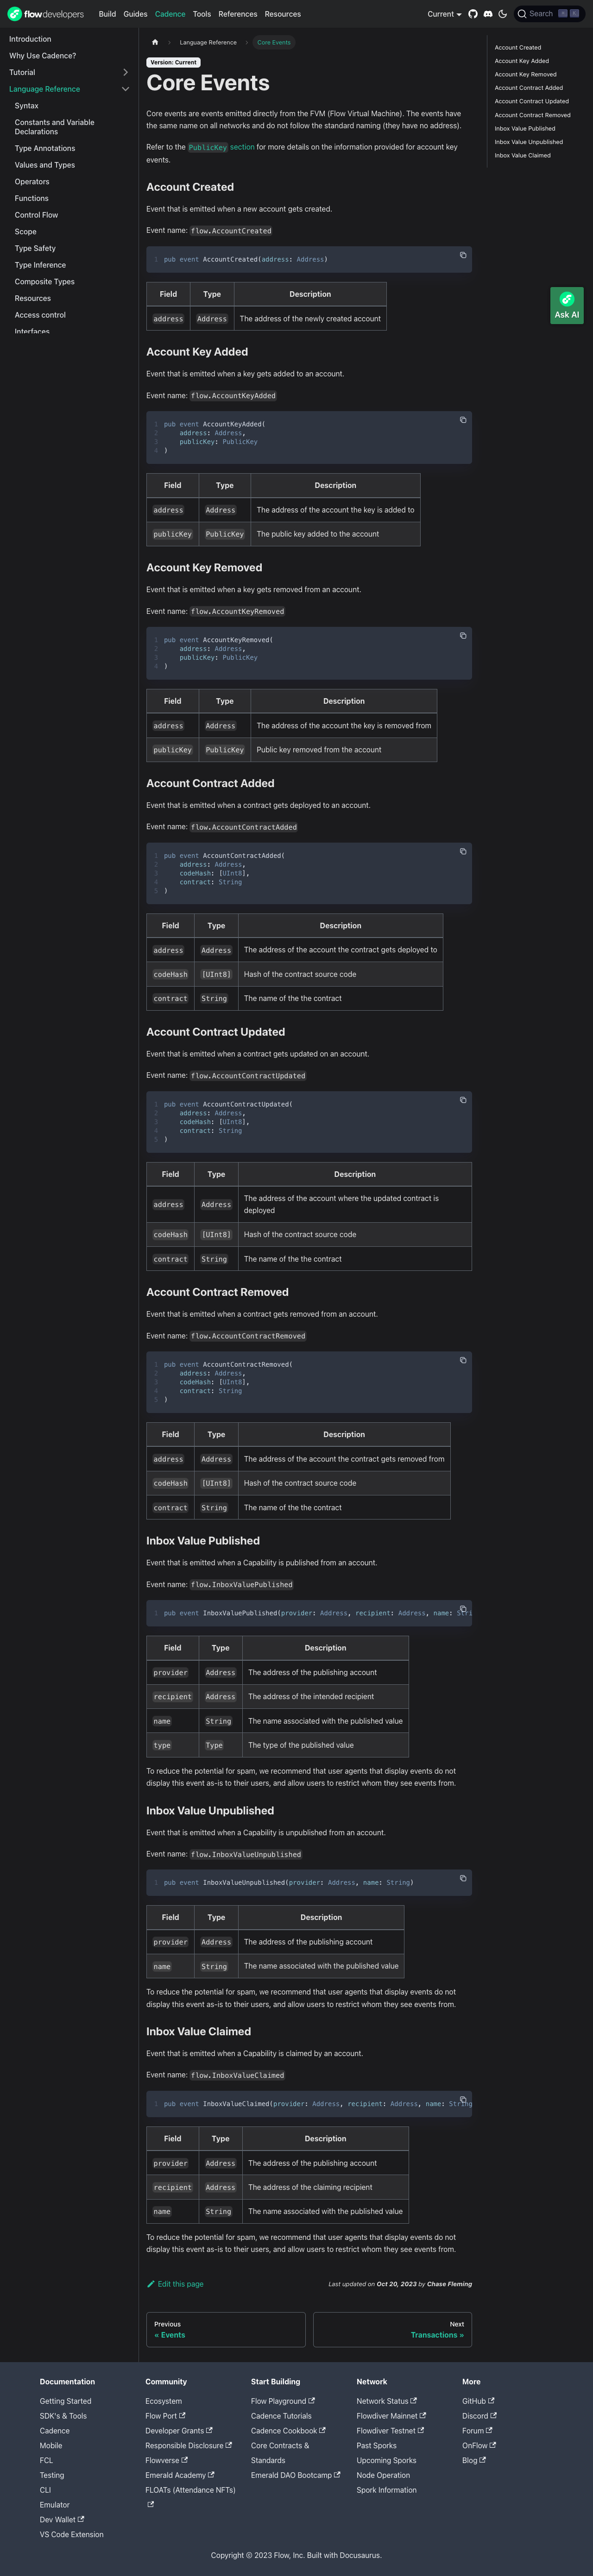 flowdevelopers
Build Guides Cadence Tools References Resources
Current
Search
Introduction
Why Use Cadence?
Tutorial
Language Reference
Syntax
Constants and Variable
Declarations
Type Annotations
Values and Types
Operators
Functions
Control Flow
Scope
Type Safety
Type Inference
Composite Types
Resources
Access control
Interfaces
Language Reference > Core Events
Version: Current
Core Events
Core events are events emitted directly from the FVM (Flow Virtual Machine). The events have
the same name on all networks and do not follow the standard naming (they have no address).
Refer to the PublicKey section for more details on the information provided for account key
events.
Account Created
Event that is emitted when a new account gets created.
Event name: flow.AccountCreated
1 pub event AccountCreated(address: Address)
Field Type Description
address Address The address of the newly created account
Account Key Added
Event that is emitted when a key gets added to an account.
Event name: flow.AccountKeyAdded
1 pub event AccountKeyAdded(
2 address: Address,
3 publicKey: PublicKey
4 )
Field Type Description
address Address The address of the account the key is added to
publicKey PublicKey The public key added to the account
Account Key Removed
Event that is emitted when a key gets removed from an account.
Event name: flow.AccountKeyRemoved
1 pub event AccountKeyRemoved(
2 address: Address,
3 publicKey: PublicKey
4 )
Field Type Description
address Address The address of the account the key is removed from
publicKey PublicKey Public key removed from the account
Account Contract Added
Event that is emitted when a contract gets deployed to an account.
Event name: flow.AccountContractAdded
1 pub event AccountContractAdded(
2 address: Address,
3 codeHash: [UInt8],
4 contract: String
5 )
Field Type Description
address Address The address of the account the contract gets deployed to
codeHash [UInt8] Hash of the contract source code
contract String The name of the the contract
Account Contract Updated
Event that is emitted when a contract gets updated on an account.
Event name: flow.AccountContractUpdated
1 pub event AccountContractUpdated(
2 address: Address,
3 codeHash: [UInt8],
4 contract: String
5 )
Field Type Description
address Address The address of the account where the updated contract is
deployed
codeHash [UInt8] Hash of the contract source code
contract String The name of the the contract
Account Contract Removed
Event that is emitted when a contract gets removed from an account.
Event name: flow.AccountContractRemoved
1 pub event AccountContractRemoved(
2 address: Address,
3 codeHash: [UInt8],
4 contract: String
5 )
Field Type Description
address Address The address of the account the contract gets removed from
codeHash [UInt8] Hash of the contract source code
contract String The name of the the contract
Inbox Value Published
Event that is emitted when a Capability is published from an account.
Event name: flow.InboxValuePublished
1 pub event InboxValuePublished(provider: Address, recipient: Address, name: Stri
Field Type Description
provider Address The address of the publishing account
recipient Address The address of the intended recipient
name String The name associated with the published value
type Type The type of the published value
To reduce the potential for spam, we recommend that user agents that display events do not
display this event as-is to their users, and allow users to restrict whom they see events from.
Inbox Value Unpublished
Event that is emitted when a Capability is unpublished from an account.
Event name: flow.InboxValueUnpublished
1 pub event InboxValueUnpublished(provider: Address, name: String)
Field Type Description
provider Address The address of the publishing account
name String The name associated with the published value
To reduce the potential for spam, we recommend that user agents that display events do not
display this event as-is to their users, and allow users to restrict whom they see events from.
Inbox Value Claimed
Event that is emitted when a Capability is claimed by an account.
Event name: flow.InboxValueClaimed
1 pub event InboxValueClaimed(provider: Address, recipient: Address, name: String
Field Type Description
provider Address The address of the publishing account
recipient Address The address of the claiming recipient
name String The name associated with the published value
To reduce the potential for spam, we recommend that user agents that display events do not
display this event as-is to their users, and allow users to restrict whom they see events from.
Edit this page
Last updated on Oct 20, 2023 by Chase Fleming
Previous
« Events
Next
Transactions »
Account Created
Account Key Added
Account Key Removed
Account Contract Added
Account Contract Updated
Account Contract Removed
Inbox Value Published
Inbox Value Unpublished
Inbox Value Claimed
Ask AI
Documentation
Getting Started
SDK's & Tools
Cadence
Mobile
FCL
Testing
CLI
Emulator
Dev Wallet
VS Code Extension
Community
Ecosystem
Flow Port
Developer Grants
Responsible Disclosure
Flowverse
Emerald Academy
FLOATs (Attendance NFTs)
Start Building
Flow Playground
Cadence Tutorials
Cadence Cookbook
Core Contracts &
Standards
Emerald DAO Bootcamp
Network
Network Status
Flowdiver Mainnet
Flowdiver Testnet
Past Sporks
Upcoming Sporks
Node Operation
Spork Information
More
GitHub
Discord
Forum
OnFlow
Blog
Copyright © 2023 Flow, Inc. Built with Docusaurus.